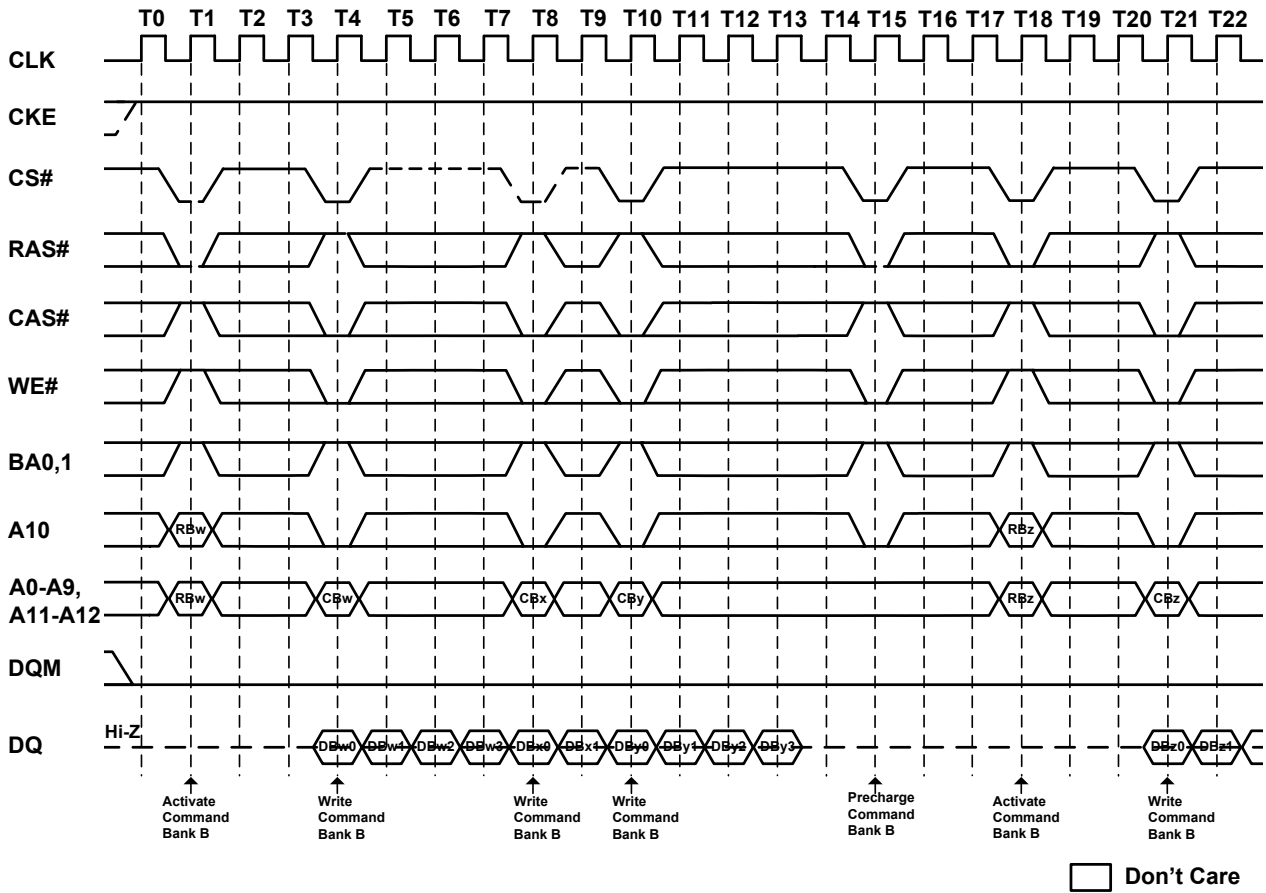 T0 T1 T2 T3 T4 T5 T6 T7 T8 T9 T10 T11 T12 T13 T14 T15 T16 T17 T18 T19 T20 T21 T22
CLK
CKE
CS#
RAS#
CAS#
WE#
BA0,1
A10
RBw RBz
A0-A9,
A11-A12
RBw CBw CBx CBy RBz CBz
DQM
DQ
Hi-Z
DBw0 DBw1 DBw2 DBw3 DBx0 DBx1 DBy0 DBy1 DBy2 DBy3 DBz0 DBz1
Activate
Command
Bank B
Write
Command
Bank B
Write
Command
Bank B
Write
Command
Bank B
Precharge
Command
Bank B
Activate
Command
Bank B
Write
Command
Bank B
Don't Care